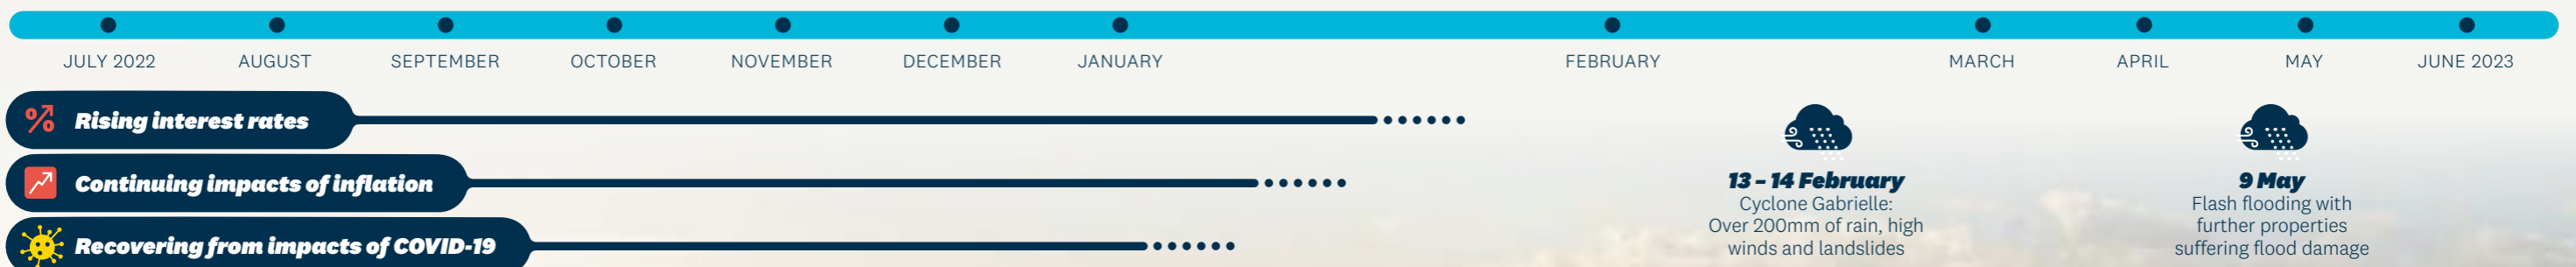 JULY 2022 AUGUST SEPTEMBER OCTOBER NOVEMBER DECEMBER JANUARY FEBRUARY MARCH APRIL MAY JUNE 2023
Rising interest rates
Continuing impacts of inflation
Recovering from impacts of COVID-19
13 – 14 February
Cyclone Gabrielle:
Over 200mm of rain, high
winds and landslides
9 May
Flash flooding with
further properties
suffering flood damage